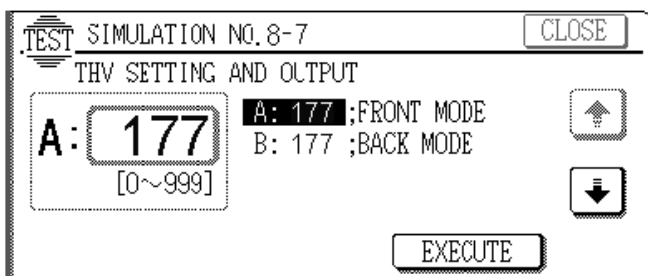 TEST SIMULATION NO.8-7 CLOSE
THV SETTING AND OUTPUT
A: 177 A: 177 ;FRONT MODE
[0~999] B: 177 ;BACK MODE
EXECUTE